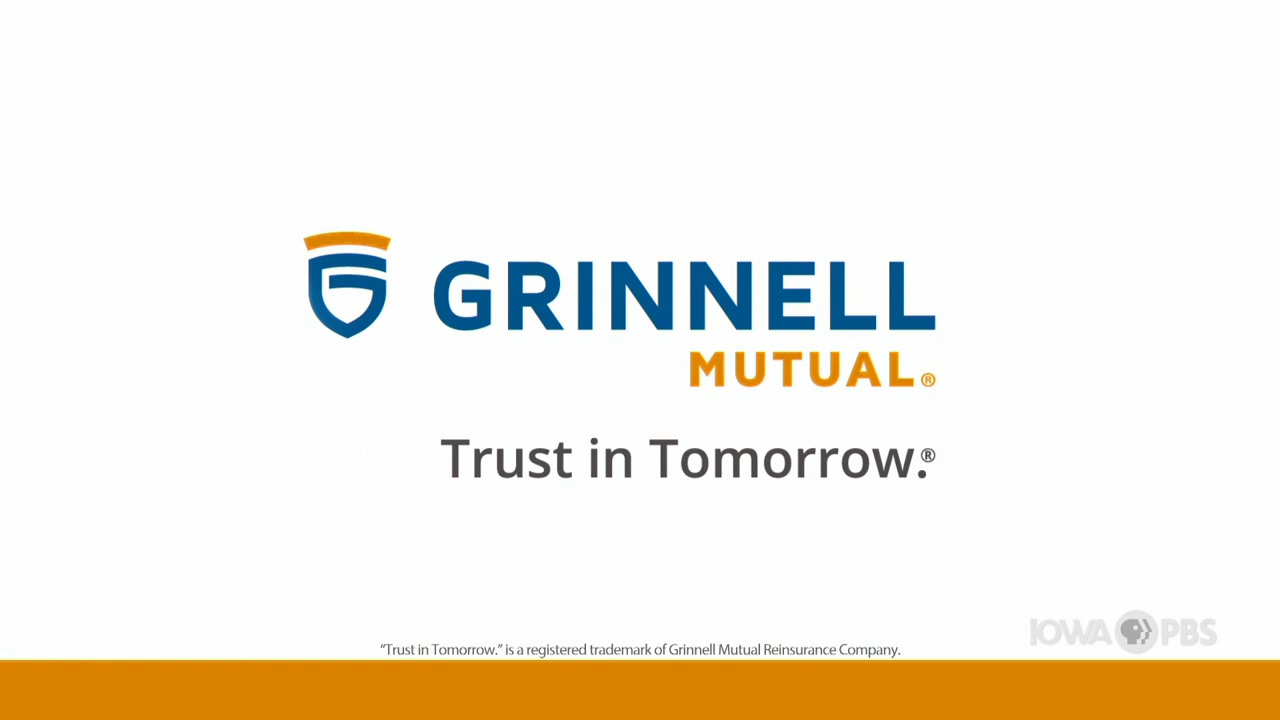 GRINNELL
MUTUAL®
Trust in Tomorrow.®
IOWA PBS
“Trust in Tomorrow.” is a registered trademark of Grinnell Mutual Reinsurance Company.